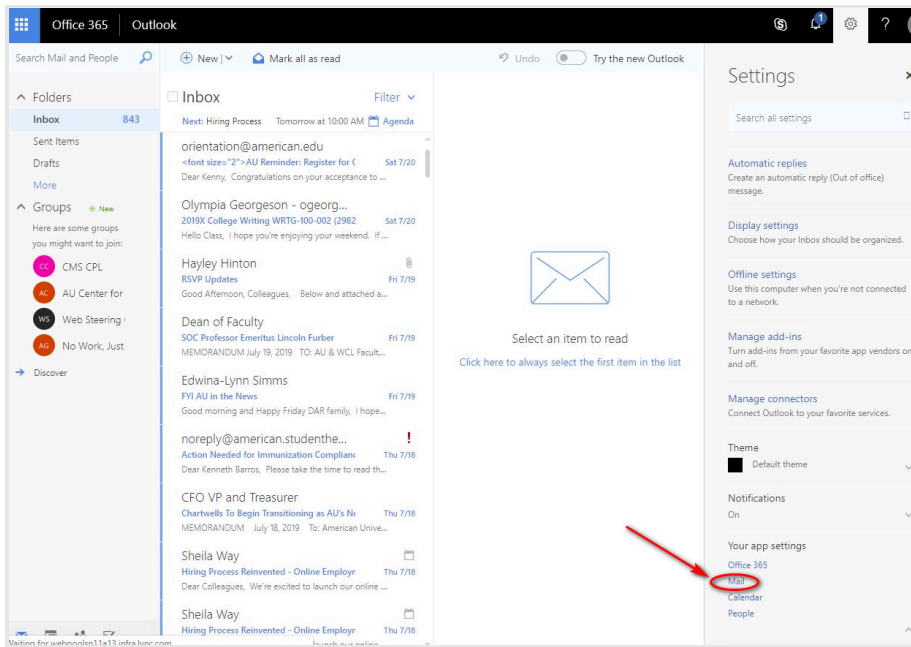 Office 365 Outlook
1
?
Search Mail and People
New
Mark all as read
Undo
Try the new Outlook
Folders
Inbox 843
Sent Items
Drafts
More
Groups New
Here are some groups
you might want to join:
CC CMS CPL
AC AU Center for
WS Web Steering
AG No Work, Just
Discover
Inbox Filter
Next: Hiring Process Tomorrow at 10:00 AM Agenda
orientation@american.edu
<font size="2">AU Reminder: Register for ( Sat 7/20
Dear Kenny, Congratulations on your acceptance to ...
Olympia Georgeson - ogeorg...
2019X College Writing WRTG-100-002 (2982 Sat 7/20
Hello Class, I hope you're enjoying your weekend. If ...
Hayley Hinton
RSVP Updates Fri 7/19
Good Afternoon, Colleagues, Below and attached a...
Dean of Faculty
SOC Professor Emeritus Lincoln Furber Fri 7/19
MEMORANDUM July 19, 2019 TO: AU & WCL Facult...
Edwina-Lynn Simms
FYI AU in the News Fri 7/19
Good morning and Happy Friday DAR family, I hope...
noreply@american.studenthe... !
Action Needed for Immunization Complianc Thu 7/18
Dear Kenneth Barros, Please take the time to read th...
CFO VP and Treasurer
Chartwells To Begin Transitioning as AU's Ne Thu 7/18
MEMORANDUM July 18, 2019 To: American Unive...
Sheila Way
Hiring Process Reinvented - Online Employr Thu 7/18
Dear Colleagues, We're excited to launch our online ...
Sheila Way
Hiring Process Reinvented - Online Employr Thu 7/18
launch our online
Waiting for webpoolsn11a13.infra.lync.com
Select an item to read
Click here to always select the first item in the list
Settings
Search all settings
Automatic replies
Create an automatic reply (Out of office)
message.
Display settings
Choose how your Inbox should be organized.
Offline settings
Use this computer when you're not connected
to a network.
Manage add-ins
Turn add-ins from your favorite app vendors on
and off.
Manage connectors
Connect Outlook to your favorite services.
Theme
Default theme
Notifications
On
Your app settings
Office 365
Mail
Calendar
People